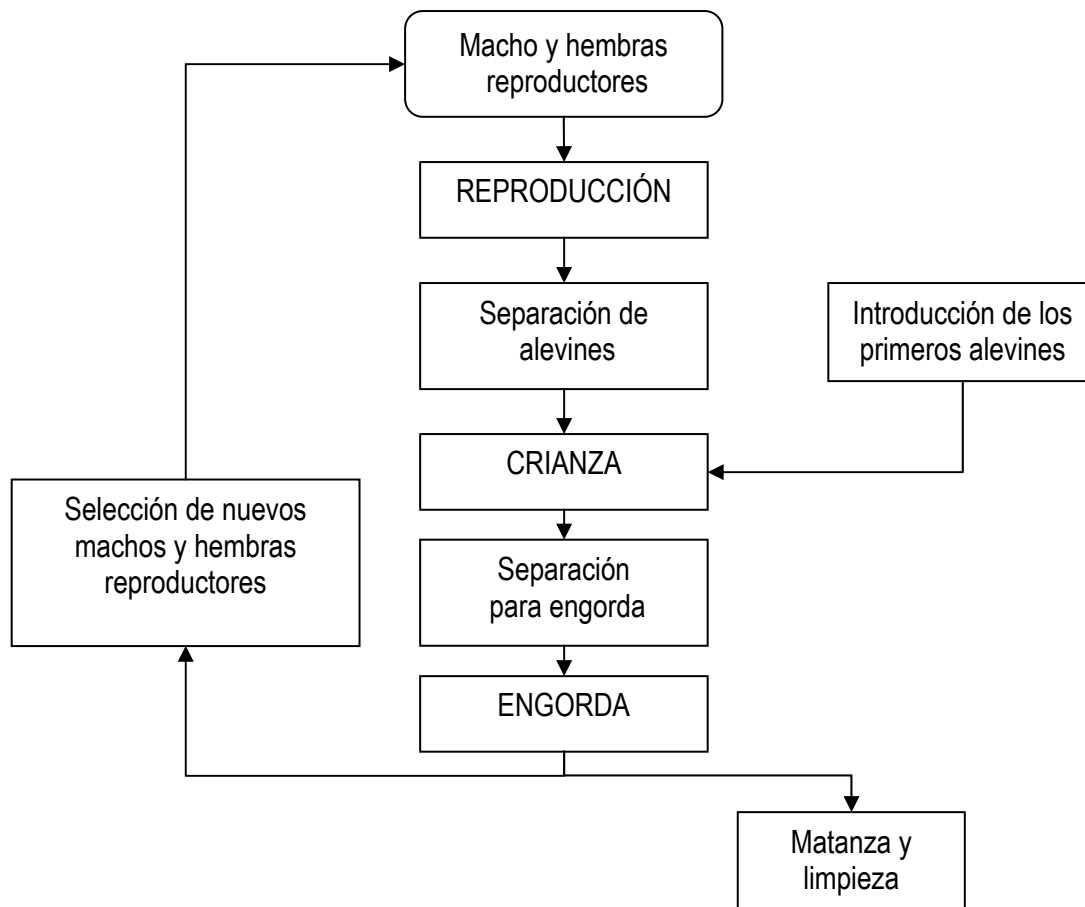 Macho y hembras
reproductores
REPRODUCCIÓN
Separación de
alevines
Introducción de los
primeros alevines
CRIANZA
Selección de nuevos
machos y hembras
reproductores
Separación
para engorda
ENGORDA
Matanza y
limpieza